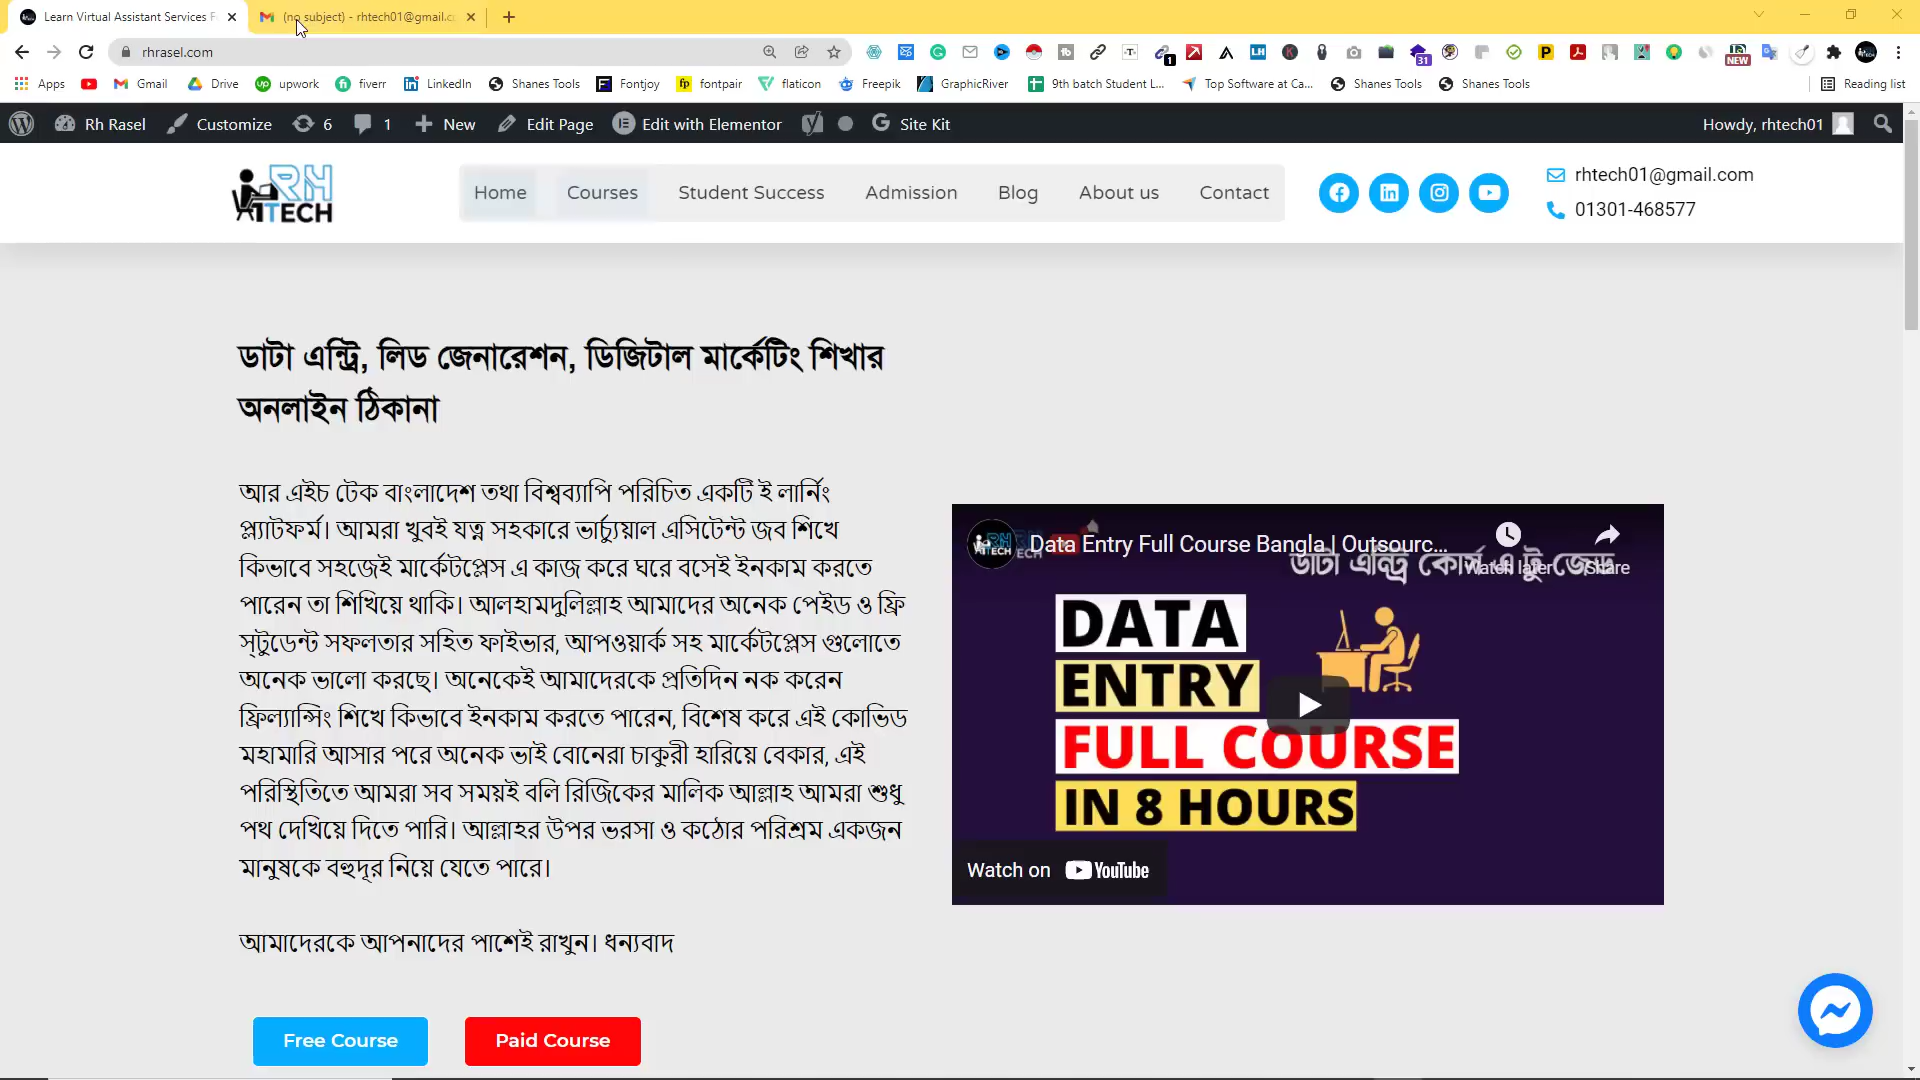 Learn Virtual Assistant Services F
(no subject) - rhtech01@gmail.c
rhrasel.com
1
31
NEW
Apps
Gmail
Drive
upwork
fiverr
LinkedIn
Shanes Tools
Fontjoy
fontpair
flaticon
Freepik
GraphicRiver
9th batch Student L...
Top Software at Ca...
Shanes Tools
Shanes Tools
Reading list
Rh Rasel
Customize
6
1
New
Edit Page
Edit with Elementor
Site Kit
Howdy, rhtech01
RH TECH
Home
Courses
Student Success
Admission
Blog
About us
Contact
rhtech01@gmail.com
01301-468577
ডাটা এন্ট্রি, লিড জেনারেশন, ডিজিটাল মার্কেটিং শিখার
অনলাইন ঠিকানা
আর এইচ টেক বাংলাদেশ তথা বিশ্বব্যাপি পরিচিত একটি ই লার্নিং
প্ল্যাটফর্ম। আমরা খুবই যত্ন সহকারে ভার্চ্যুয়াল এসিটেন্ট জব শিখে
কিভাবে সহজেই মার্কেটপ্লেস এ কাজ করে ঘরে বসেই ইনকাম করতে
পারেন তা শিখিয়ে থাকি। আলহামদুলিল্লাহ আমাদের অনেক পেইড ও ফ্রি
স্টুডেন্ট সফলতার সহিত ফাইভার, আপওয়ার্ক সহ মার্কেটপ্লেস গুলোতে
অনেক ভালো করছে। অনেকেই আমাদেরকে প্রতিদিন নক করেন
ফ্রিল্যান্সিং শিখে কিভাবে ইনকাম করতে পারেন, বিশেষ করে এই কোভিড
মহামারি আসার পরে অনেক ভাই বোনেরা চাকুরী হারিয়ে বেকার, এই
পরিস্থিতিতে আমরা সব সময়ই বলি রিজিকের মালিক আল্লাহ আমরা শুধু
পথ দেখিয়ে দিতে পারি। আল্লাহর উপর ভরসা ও কঠোর পরিশ্রম একজন
মানুষকে বহুদূর নিয়ে যেতে পারে।
আমাদেরকে আপনাদের পাশেই রাখুন। ধন্যবাদ
Free Course
Paid Course
Data Entry Full Course Bangla | Outsourc...
Watch later
Share
ডাটা এন্ট্রি কোর্স এ টু জেড
DATA
ENTRY
FULL COURSE
IN 8 HOURS
Watch on YouTube